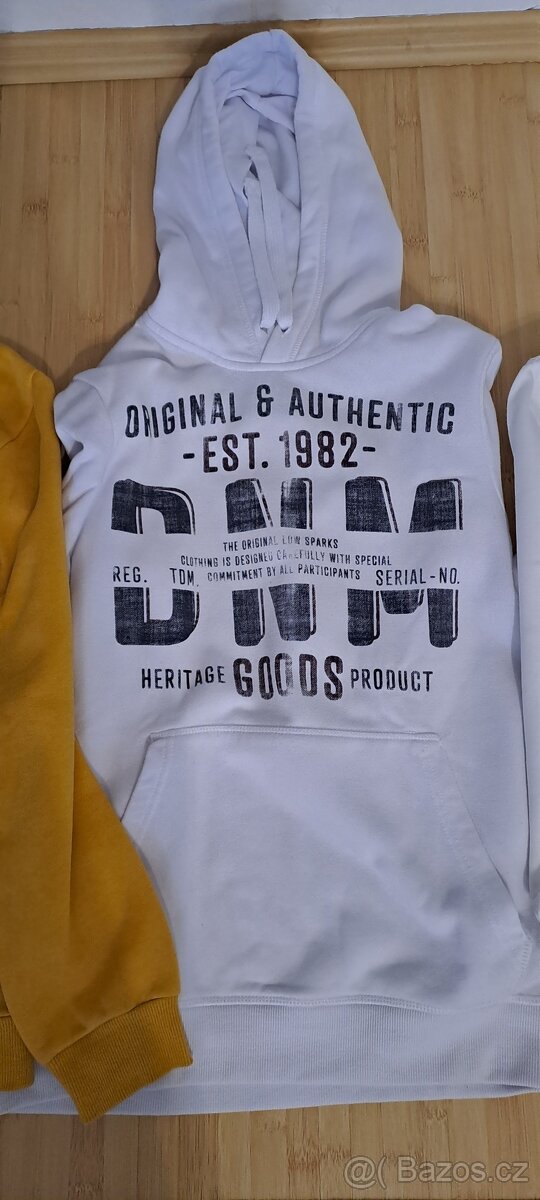 ORIGINAL & AUTHENTIC
-EST. 1982-
DNM
THE ORIGINAL LOW SPARKS
CLOTHING IS DESIGNED CAREFULLY WITH SPECIAL
REG. TDM. COMMITMENT BY ALL PARTICIPANTS SERIAL-NO.
HERITAGE GOODS PRODUCT
@( Bazos.cz